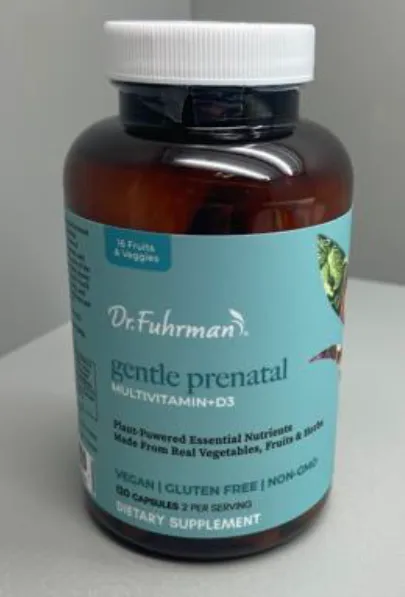 16 Fruits
& Veggies
Dr. Fuhrman
gentle prenatal
MULTIVITAMIN+D3
Plant-Powered Essential Nutrients
Made From Real Vegetables, Fruits & Herbs
VEGAN | GLUTEN FREE | NON-GMO
120 CAPSULES 2 PER SERVING
DIETARY SUPPLEMENT